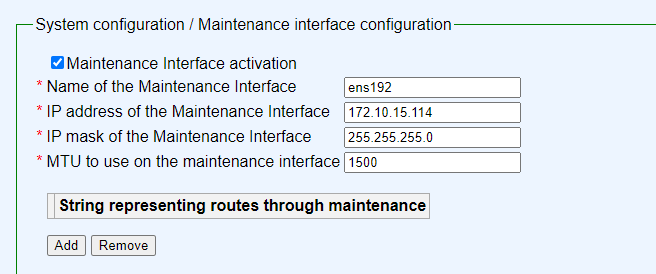 System configuration / Maintenance interface configuration
Maintenance Interface activation
* Name of the Maintenance Interface ens192
* IP address of the Maintenance Interface 172.10.15.114
* IP mask of the Maintenance Interface 255.255.255.0
* MTU to use on the maintenance interface 1500
String representing routes through maintenance
Add Remove